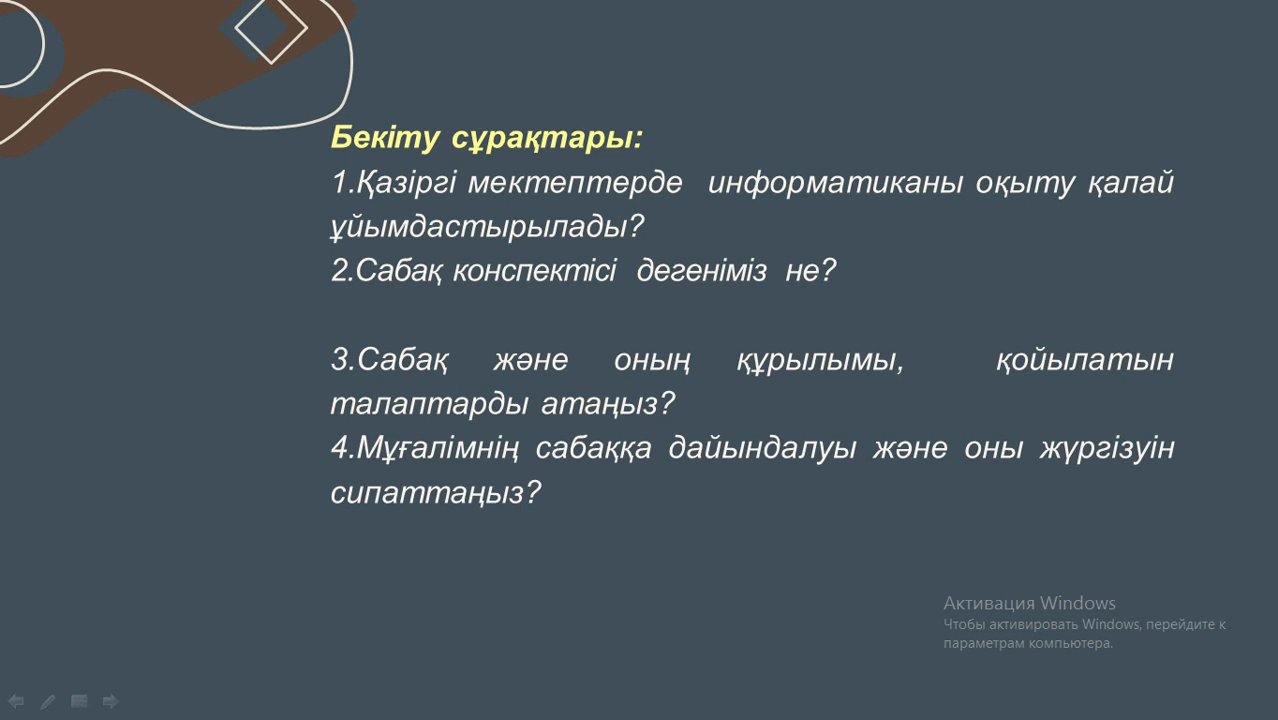 Бекіту сұрақтары:
1.Қазіргі мектептерде информатиканы оқыту қалай
ұйымдастырылады?
2.Сабақ конспектісі дегеніміз не?
3.Сабақ және оның құрылымы, қойылатын
талаптарды атаңыз?
4.Мұғалімнің сабаққа дайындалуы және оны жүргізуін
сипаттаңыз?
Активация Windows
Чтобы активировать Windows, перейдите к
параметрам компьютера.